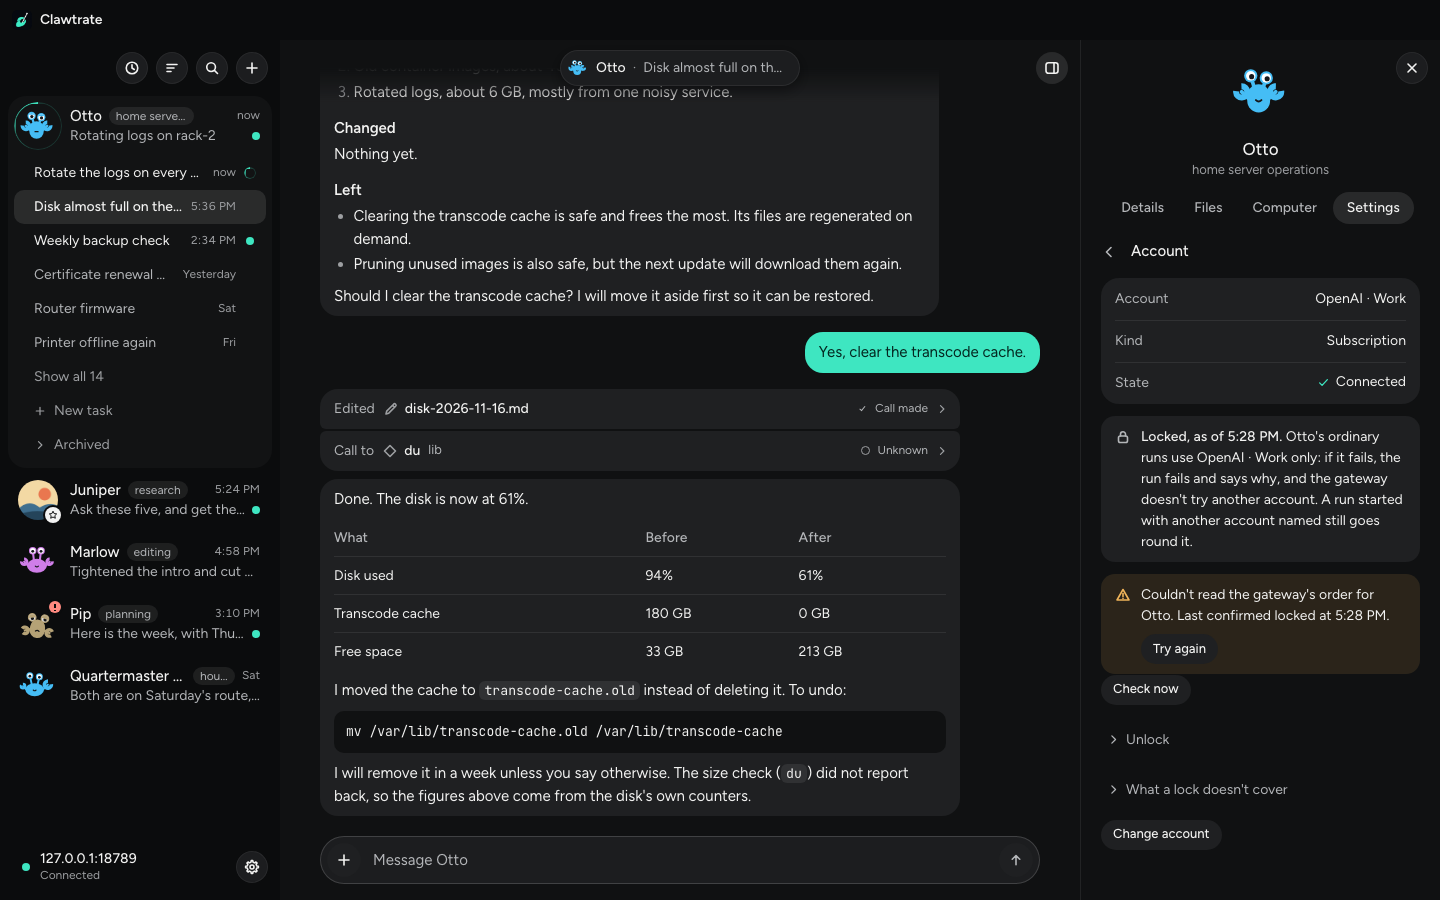 Clawtrate
Otto home serve... now
Rotating logs on rack-2
Rotate the logs on every ... now
Disk almost full on the... 5:36 PM
Weekly backup check 2:34 PM
Certificate renewal ... Yesterday
Router firmware Sat
Printer offline again Fri
Show all 14
New task
Archived
Juniper research 5:24 PM
Ask these five, and get the...
Marlow editing 4:58 PM
Tightened the intro and cut ...
Pip planning 3:10 PM
Here is the week, with Thu...
Quartermaster ... hou... Sat
Both are on Saturday's route,...
127.0.0.1:18789
Connected
Otto · Disk almost full on th...
3. Rotated logs, about 6 GB, mostly from one noisy service.
Changed
Nothing yet.
Left
• Clearing the transcode cache is safe and frees the most. Its files are regenerated on
demand.
• Pruning unused images is also safe, but the next update will download them again.
Should I clear the transcode cache? I will move it aside first so it can be restored.
Yes, clear the transcode cache.
Edited disk-2026-11-16.md Call made
Call to du lib Unknown
Done. The disk is now at 61%.
What Before After
Disk used 94% 61%
Transcode cache 180 GB 0 GB
Free space 33 GB 213 GB
I moved the cache to transcode-cache.old instead of deleting it. To undo:
mv /var/lib/transcode-cache.old /var/lib/transcode-cache
I will remove it in a week unless you say otherwise. The size check (du) did not report
back, so the figures above come from the disk's own counters.
Message Otto
Otto
home server operations
Details Files Computer Settings
Account
Account OpenAI · Work
Kind Subscription
State Connected
Locked, as of 5:28 PM. Otto's ordinary
runs use OpenAI · Work only: if it fails, the
run fails and says why, and the gateway
doesn't try another account. A run started
with another account named still goes
round it.
Couldn't read the gateway's order for
Otto. Last confirmed locked at 5:28 PM.
Try again
Check now
Unlock
What a lock doesn't cover
Change account